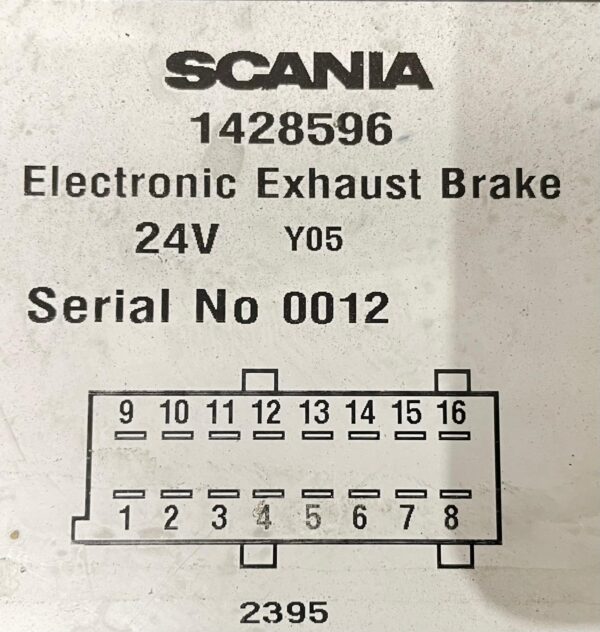 SCANIA
1428596
Electronic Exhaust Brake
24V Y05
Serial No 0012
9 10 11 12 13 14 15 16
1 2 3 4 5 6 7 8
2395